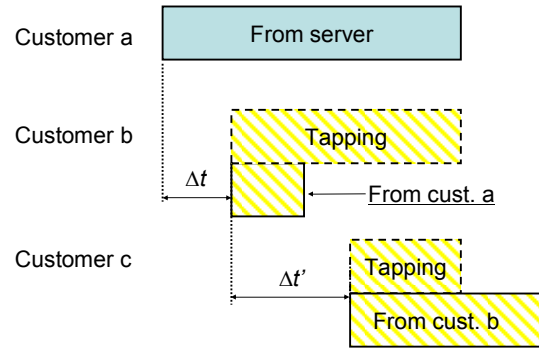 Customer a
From server
Customer b
Tapping
Δt
From cust. a
Customer c
Tapping
Δt’
From cust. b